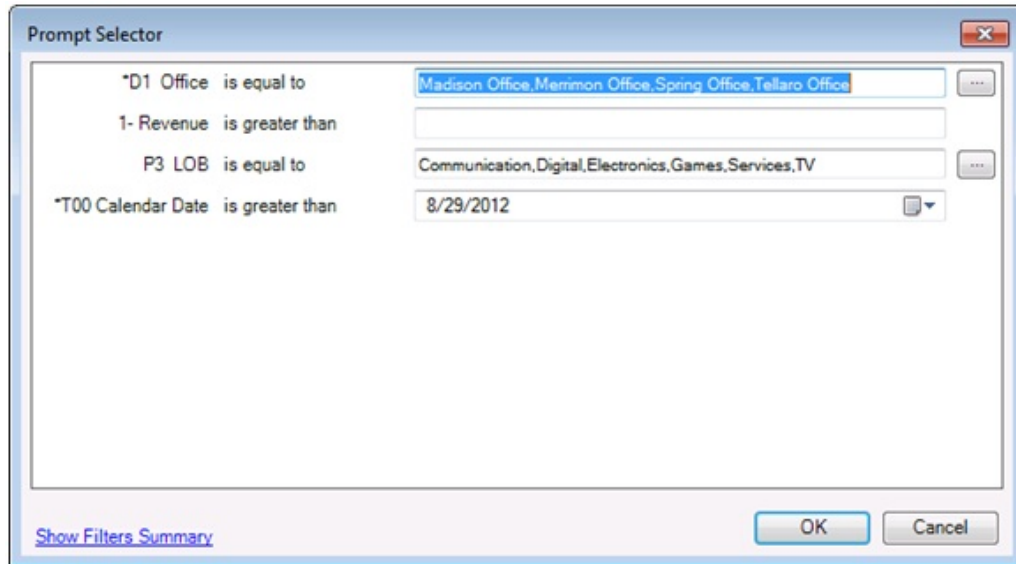 Prompt Selector
*D1 Office is equal to Madison Office,Merrimon Office,Spring Office,Tellaro Office ...
1- Revenue is greater than
P3 LOB is equal to Communication,Digital,Electronics,Games,Services,TV ...
*T00 Calendar Date is greater than 8/29/2012
Show Filters Summary OK Cancel